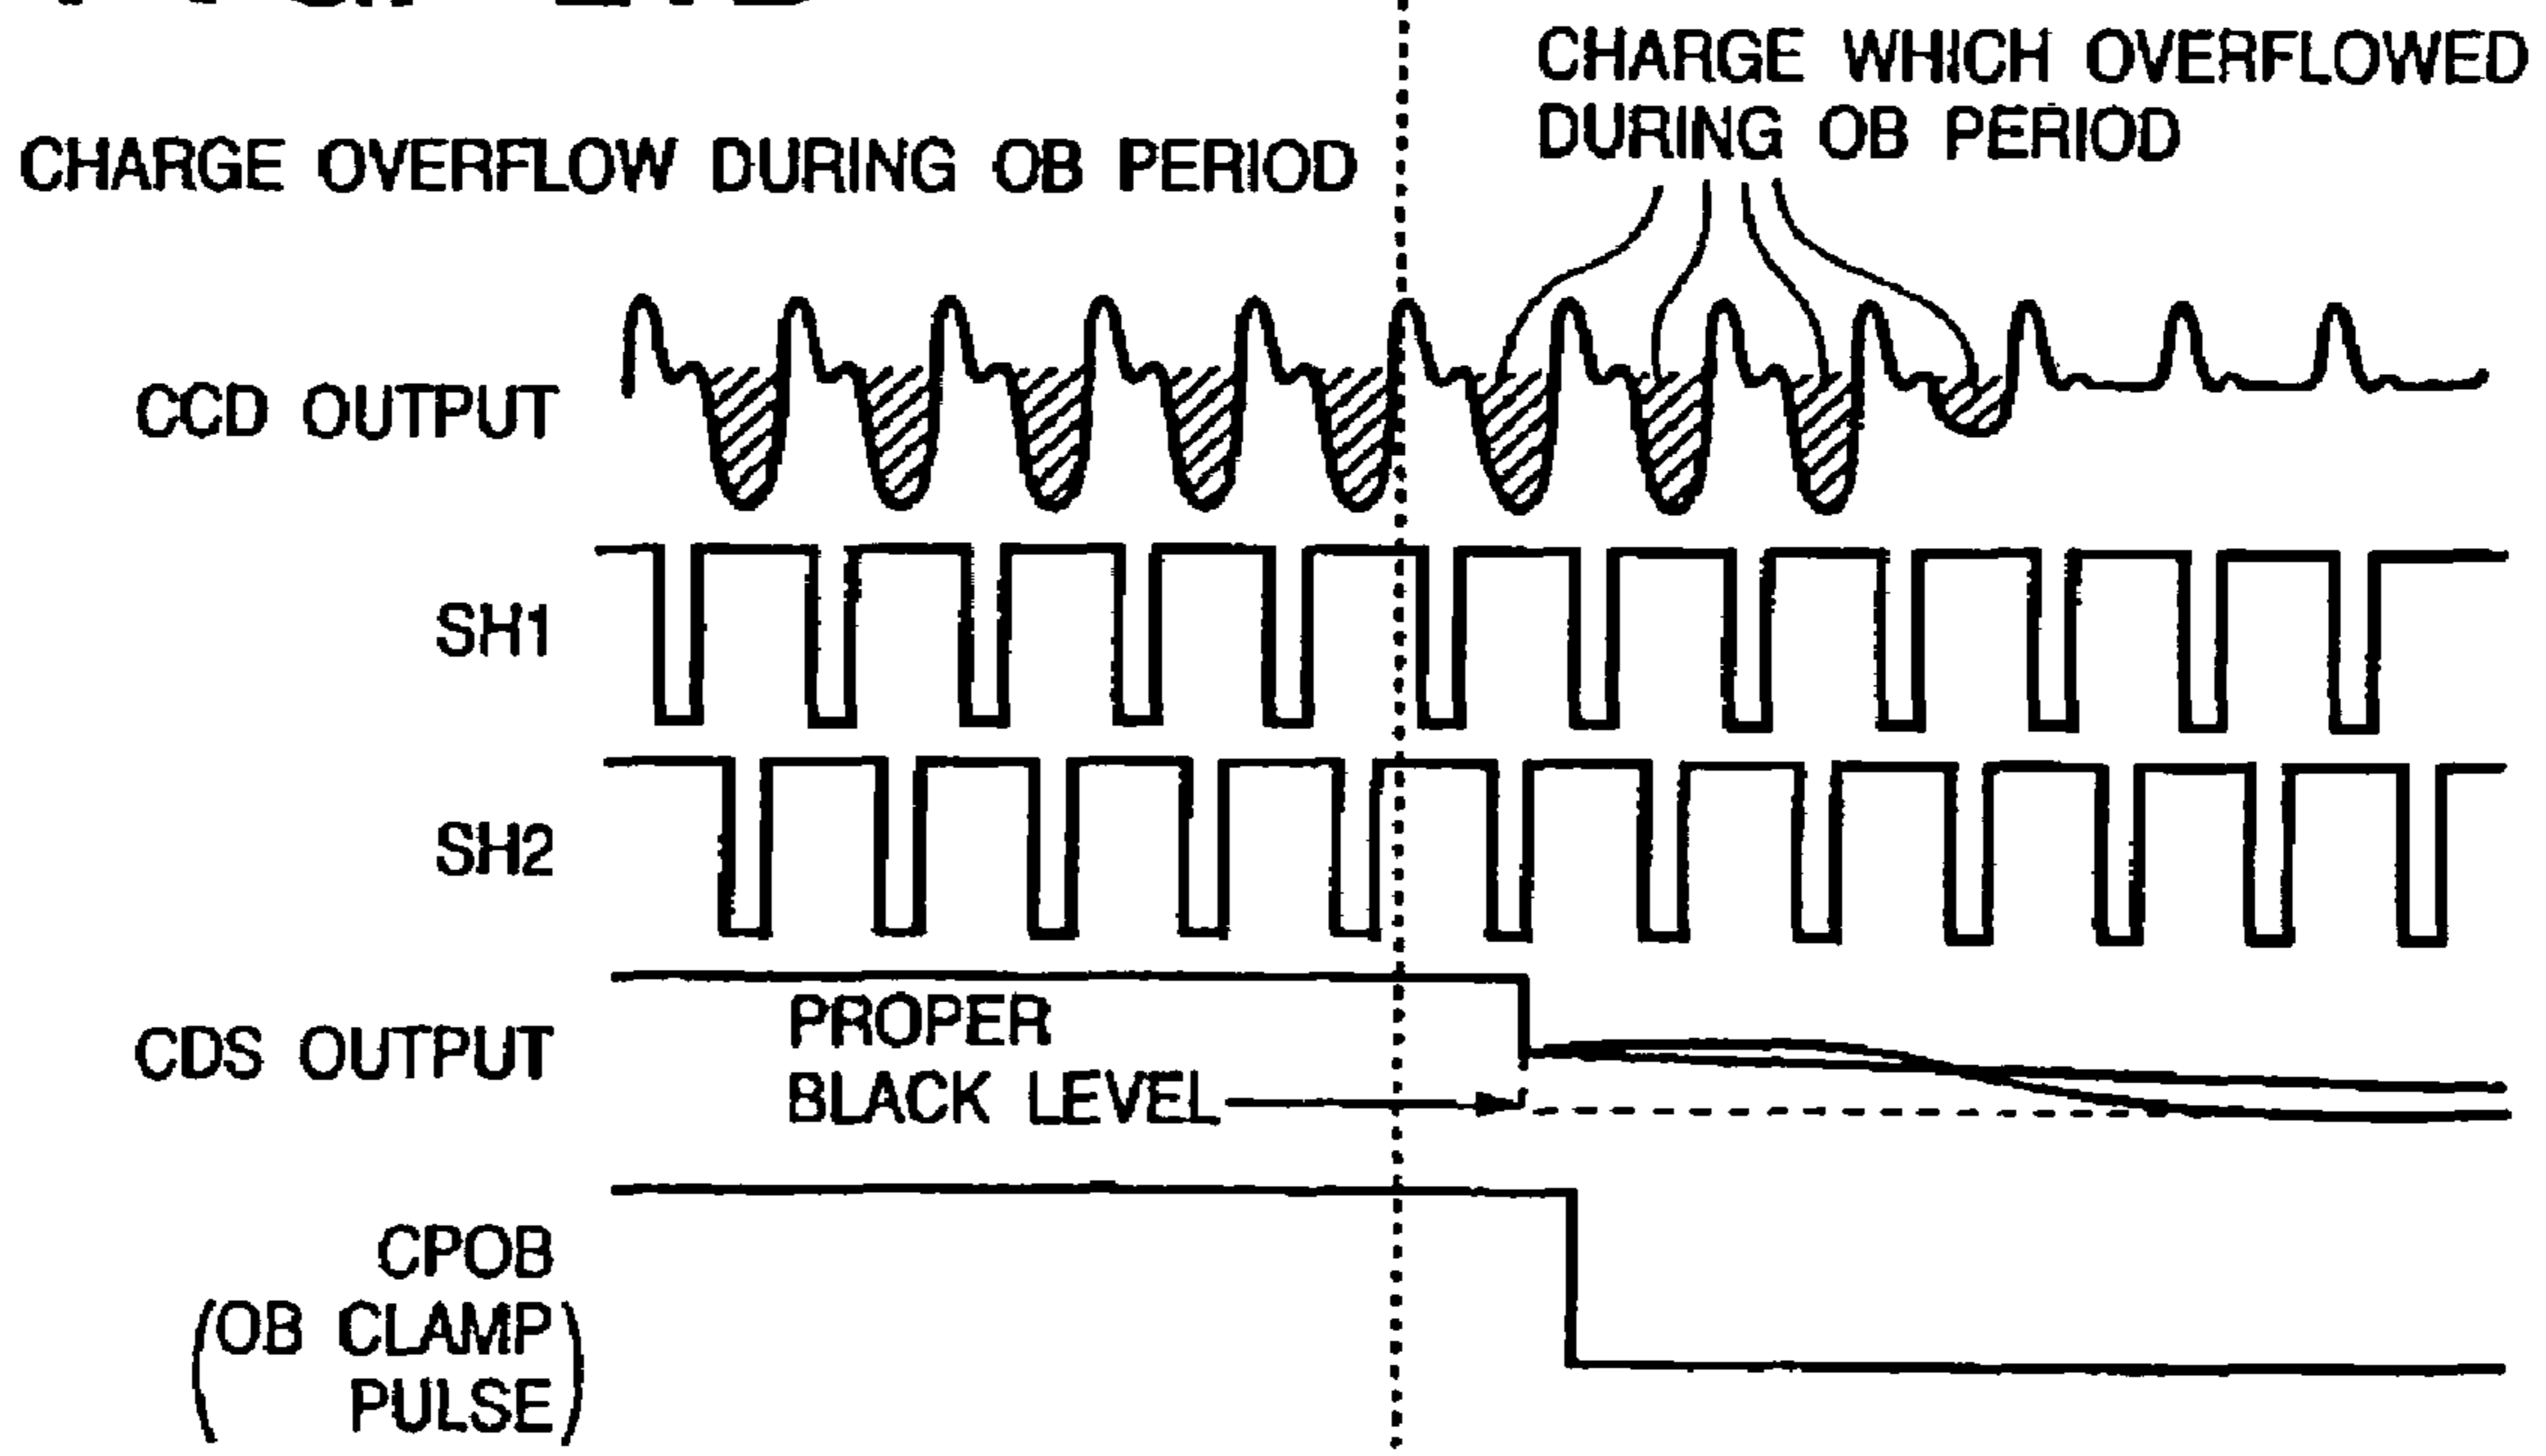 CHARGE OVERFLOW DURING OB PERIOD
CHARGE WHICH OVERFLOWED
DURING OB PERIOD
CCD OUTPUT
SH1
SH2
CDS OUTPUT
PROPER
BLACK LEVEL
CPOB
(OB CLAMP
PULSE)